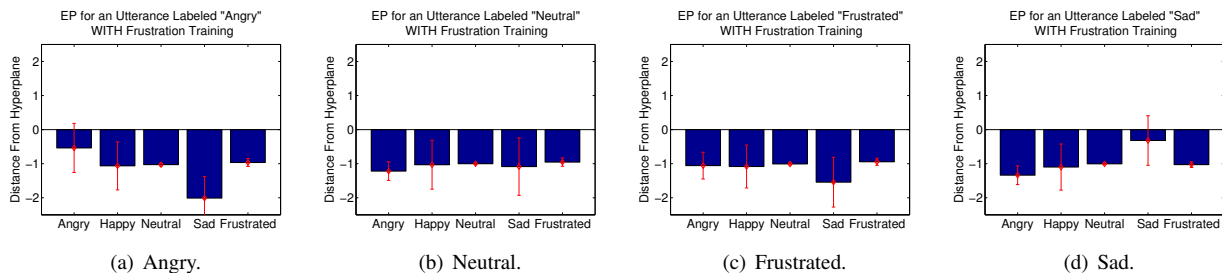 EP for an Utterance Labeled "Angry"
WITH Frustration Training
Distance From Hyperplane
2
1
0
−1
−2
Angry Happy Neutral Sad Frustrated
(a) Angry.
EP for an Utterance Labeled "Neutral"
WITH Frustration Training
Distance From Hyperplane
2
1
0
−1
−2
Angry Happy Neutral Sad Frustrated
(b) Neutral.
EP for an Utterance Labeled "Frustrated"
WITH Frustration Training
Distance From Hyperplane
2
1
0
−1
−2
Angry Happy Neutral Sad Frustrated
(c) Frustrated.
EP for an Utterance Labeled "Sad"
WITH Frustration Training
Distance From Hyperplane
2
1
0
−1
−2
Angry Happy Neutral Sad Frustrated
(d) Sad.